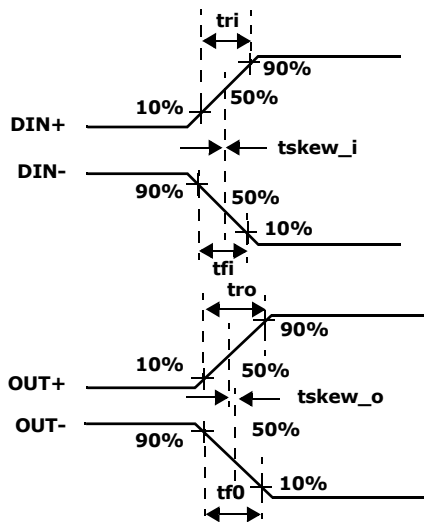 tri
90%
10%
50%
DIN+
tskew_i
DIN-
90%
50%
10%
tfi
tro
90%
10%
50%
OUT+
tskew_o
OUT-
50%
90%
10%
tf0